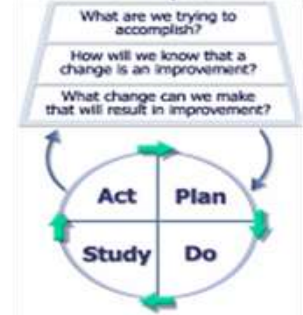 What are we trying to
accomplish?
How will we know that a
change is an improvement?
What change can we make
that will result in improvement?
Act Plan
Study Do